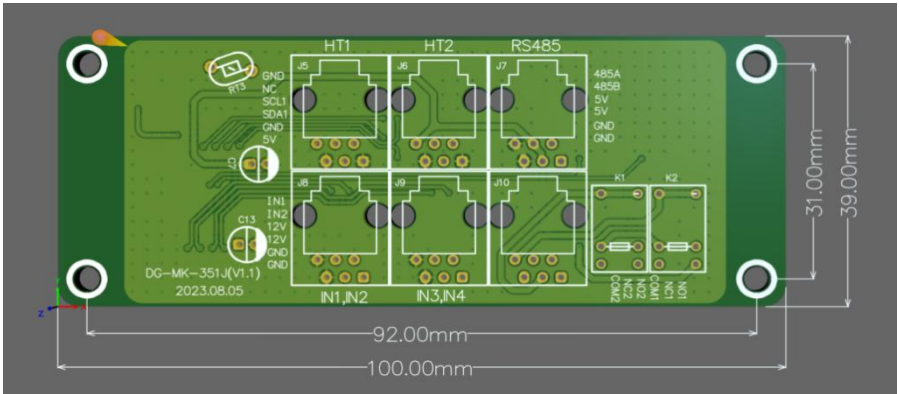 HT1 HT2 RS485
J5 J6 J7
RT3
GND
NC
SCL1
SDA1
GND
5V
485A
485B
5V
5V
GND
GND
J8 J9 J10
K1 K2
C13
IN1
IN2
12V
12V
GND
GND
COM2
NC2
NO2
COM1
NC1
NO1
DG-MK-351J(V1.1)
2023.08.05
IN1,IN2 IN3,IN4
31.00mm
39.00mm
92.00mm
100.00mm
z